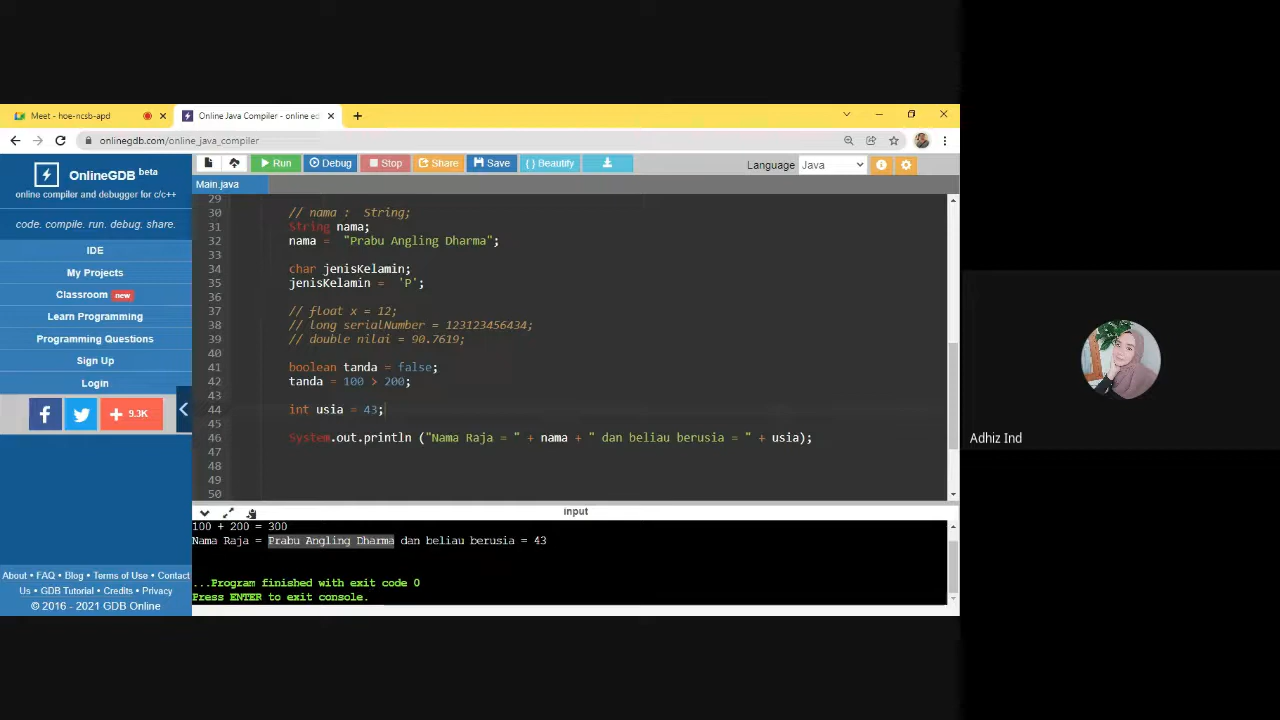 Meet - hoe-ncsb-apd
Online Java Compiler - online ed
onlinegdb.com/online_java_compiler
OnlineGDB beta
online compiler and debugger for c/c++
code. compile. run. debug. share.
IDE
My Projects
Classroom new
Learn Programming
Programming Questions
Sign Up
Login
9.3K
About • FAQ • Blog • Terms of Use • Contact
Us • GDB Tutorial • Credits • Privacy
© 2016 - 2021 GDB Online
Run Debug Stop Share Save { } Beautify
Language Java
Main.java
29
30 // nama : String;
31 String nama;
32 nama = "Prabu Angling Dharma";
33
34 char jenisKelamin;
35 jenisKelamin = 'P';
36
37 // float x = 12;
38 // long serialNumber = 123123456434;
39 // double nilai = 90.7619;
40
41 boolean tanda = false;
42 tanda = 100 > 200;
43
44 int usia = 43;
45
46 System.out.println ("Nama Raja = " + nama + " dan beliau berusia = " + usia);
47
48
49
50
input
100 + 200 = 300
Nama Raja = Prabu Angling Dharma dan beliau berusia = 43
...Program finished with exit code 0
Press ENTER to exit console.
Adhiz Ind